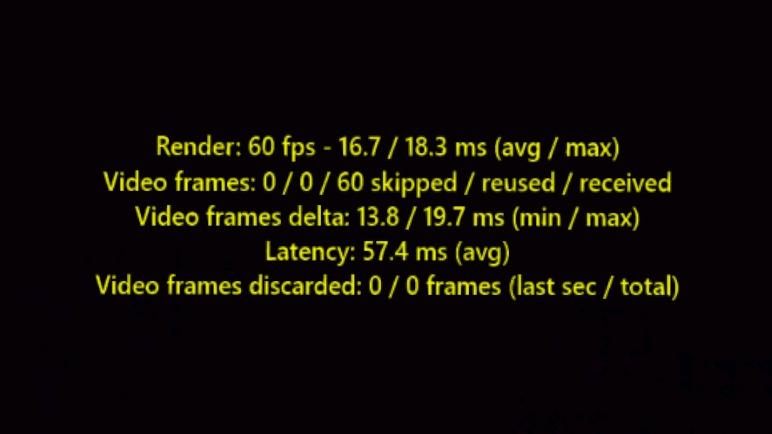 Render: 60 fps - 16.7 / 18.3 ms (avg / max)
Video frames: 0 / 0 / 60 skipped / reused / received
Video frames delta: 13.8 / 19.7 ms (min / max)
Latency: 57.4 ms (avg)
Video frames discarded: 0 / 0 frames (last sec / total)